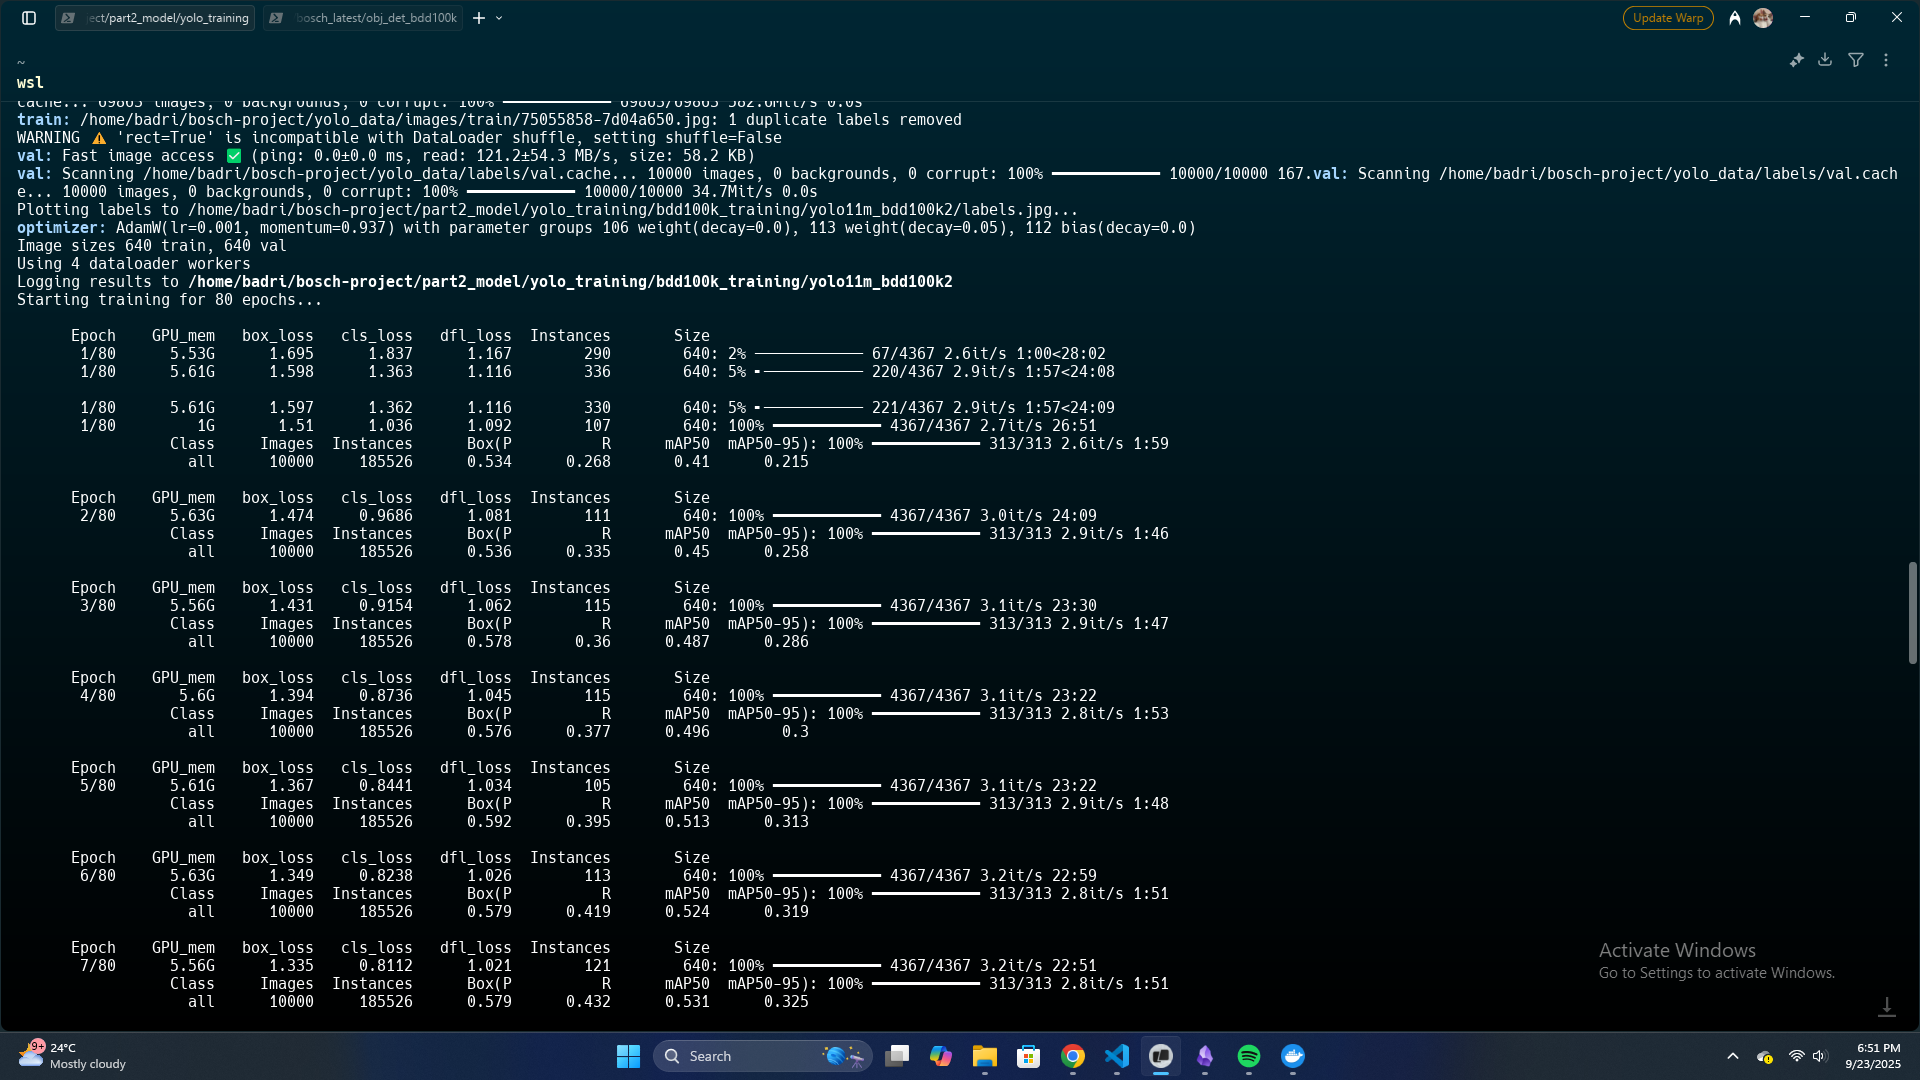 ject/part2_model/yolo_training
bosch_latest/obj_det_bdd100k
Update Warp
~
wsl
cache... 69863 images, 0 backgrounds, 0 corrupt: 100% ━━━━━━━━━━━━ 69863/69863 582.6Mit/s 0.0s
train: /home/badri/bosch-project/yolo_data/images/train/75055858-7d04a650.jpg: 1 duplicate labels removed
WARNING ⚠️ 'rect=True' is incompatible with DataLoader shuffle, setting shuffle=False
val: Fast image access ✅ (ping: 0.0±0.0 ms, read: 121.2±54.3 MB/s, size: 58.2 KB)
val: Scanning /home/badri/bosch-project/yolo_data/labels/val.cache... 10000 images, 0 backgrounds, 0 corrupt: 100% ━━━━━━━━━━━━ 10000/10000 167.val: Scanning /home/badri/bosch-project/yolo_data/labels/val.cach
e... 10000 images, 0 backgrounds, 0 corrupt: 100% ━━━━━━━━━━━━ 10000/10000 34.7Mit/s 0.0s
Plotting labels to /home/badri/bosch-project/part2_model/yolo_training/bdd100k_training/yolo11m_bdd100k2/labels.jpg...
optimizer: AdamW(lr=0.001, momentum=0.937) with parameter groups 106 weight(decay=0.0), 113 weight(decay=0.05), 112 bias(decay=0.0)
Image sizes 640 train, 640 val
Using 4 dataloader workers
Logging results to /home/badri/bosch-project/part2_model/yolo_training/bdd100k_training/yolo11m_bdd100k2
Starting training for 80 epochs...
Epoch GPU_mem box_loss cls_loss dfl_loss Instances Size
1/80 5.53G 1.695 1.837 1.167 290 640: 2% ──────────── 67/4367 2.6it/s 1:00<28:02
1/80 5.61G 1.598 1.363 1.116 336 640: 5% ╸─────────── 220/4367 2.9it/s 1:57<24:08
1/80 5.61G 1.597 1.362 1.116 330 640: 5% ╸─────────── 221/4367 2.9it/s 1:57<24:09
1/80 1G 1.51 1.036 1.092 107 640: 100% ━━━━━━━━━━━━ 4367/4367 2.7it/s 26:51
Class Images Instances Box(P R mAP50 mAP50-95): 100% ━━━━━━━━━━━━ 313/313 2.6it/s 1:59
all 10000 185526 0.534 0.268 0.41 0.215
Epoch GPU_mem box_loss cls_loss dfl_loss Instances Size
2/80 5.63G 1.474 0.9686 1.081 111 640: 100% ━━━━━━━━━━━━ 4367/4367 3.0it/s 24:09
Class Images Instances Box(P R mAP50 mAP50-95): 100% ━━━━━━━━━━━━ 313/313 2.9it/s 1:46
all 10000 185526 0.536 0.335 0.45 0.258
Epoch GPU_mem box_loss cls_loss dfl_loss Instances Size
3/80 5.56G 1.431 0.9154 1.062 115 640: 100% ━━━━━━━━━━━━ 4367/4367 3.1it/s 23:30
Class Images Instances Box(P R mAP50 mAP50-95): 100% ━━━━━━━━━━━━ 313/313 2.9it/s 1:47
all 10000 185526 0.578 0.36 0.487 0.286
Epoch GPU_mem box_loss cls_loss dfl_loss Instances Size
4/80 5.6G 1.394 0.8736 1.045 115 640: 100% ━━━━━━━━━━━━ 4367/4367 3.1it/s 23:22
Class Images Instances Box(P R mAP50 mAP50-95): 100% ━━━━━━━━━━━━ 313/313 2.8it/s 1:53
all 10000 185526 0.576 0.377 0.496 0.3
Epoch GPU_mem box_loss cls_loss dfl_loss Instances Size
5/80 5.61G 1.367 0.8441 1.034 105 640: 100% ━━━━━━━━━━━━ 4367/4367 3.1it/s 23:22
Class Images Instances Box(P R mAP50 mAP50-95): 100% ━━━━━━━━━━━━ 313/313 2.9it/s 1:48
all 10000 185526 0.592 0.395 0.513 0.313
Epoch GPU_mem box_loss cls_loss dfl_loss Instances Size
6/80 5.63G 1.349 0.8238 1.026 113 640: 100% ━━━━━━━━━━━━ 4367/4367 3.2it/s 22:59
Class Images Instances Box(P R mAP50 mAP50-95): 100% ━━━━━━━━━━━━ 313/313 2.8it/s 1:51
all 10000 185526 0.579 0.419 0.524 0.319
Epoch GPU_mem box_loss cls_loss dfl_loss Instances Size
7/80 5.56G 1.335 0.8112 1.021 121 640: 100% ━━━━━━━━━━━━ 4367/4367 3.2it/s 22:51
Class Images Instances Box(P R mAP50 mAP50-95): 100% ━━━━━━━━━━━━ 313/313 2.8it/s 1:51
all 10000 185526 0.579 0.432 0.531 0.325
Activate Windows
Go to Settings to activate Windows.
9+
24°C
Mostly cloudy
Search
6:51 PM
9/23/2025